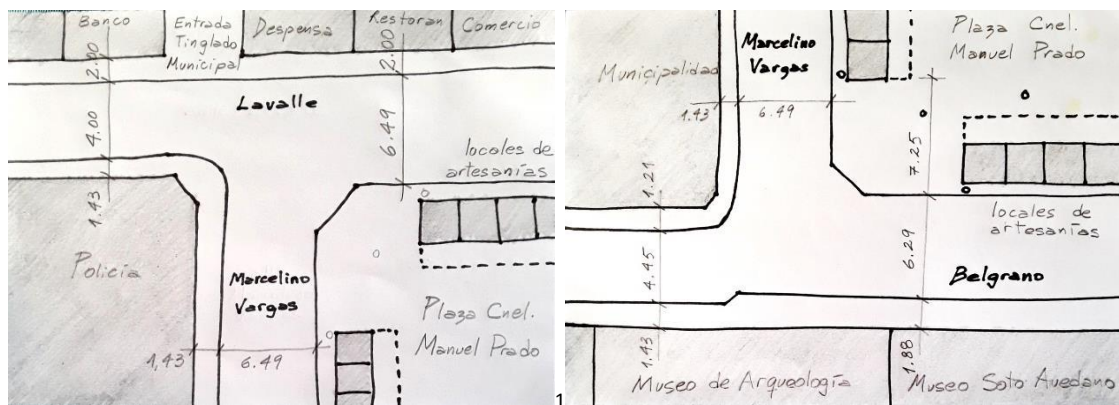 Banco
Entrada
Tinglado
Municipal
Despensa
Restoran
Comercio
2.00
2.00
Lavalle
4.00
6.49
1.43
locales de
artesanías
Policía
Marcelino
Vargas
Plaza Cnel.
Manuel Prado
1,43
6.49
1
Municipalidad
Marcelino
Vargas
Plaza Cnel.
Manuel Prado
1.43
6.49
7.25
1.21
locales de
artesanías
4.45
6.29
Belgrano
1.43
1.88
Museo de Arqueología
Museo Soto Avedano